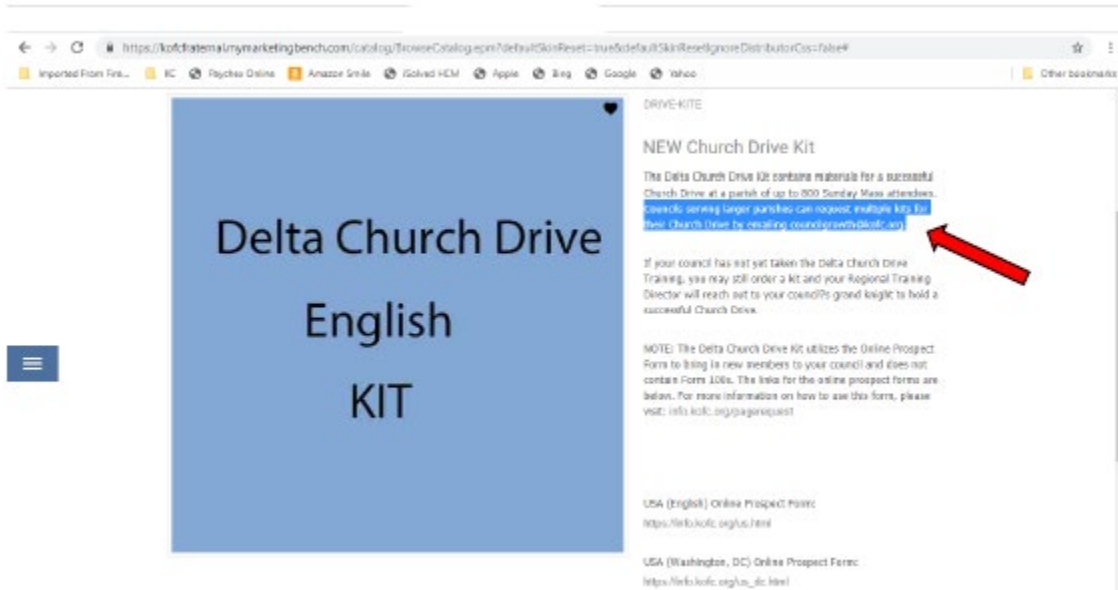 https://kofcfraternal.mymarketingbench.com/catalog/BrowseCatalog.epm?defaultSkinReset=true&defaultSkinResetIgnoreDistributorCss=false#
Imported From Fire... KC Paychex Online Amazon Smile iSolved HCM Apple Bing Google Yahoo Other bookmarks
DRIVE-KITE
NEW Church Drive Kit
The Delta Church Drive Kit contains materials for a successful
Church Drive at a parish of up to 800 Sunday Mass attendees.
Councils serving larger parishes can request multiple kits for
their Church Drive by emailing councilgrowth@kofc.org.
Delta Church Drive
English
KIT
If your council has not yet taken the Delta Church Drive
Training, you may still order a kit and your Regional Training
Director will reach out to your council?s grand knight to hold a
successful Church Drive.
NOTE: The Delta Church Drive Kit utilizes the Online Prospect
Form to bring in new members to your council and does not
contain Form 100s. The links for the online prospect forms are
below. For more information on how to use this form, please
visit: info.kofc.org/pagerequest
USA (English) Online Prospect Form:
https://info.kofc.org/us.html
USA (Washington, DC) Online Prospect Form:
https://info.kofc.org/us_dc.html